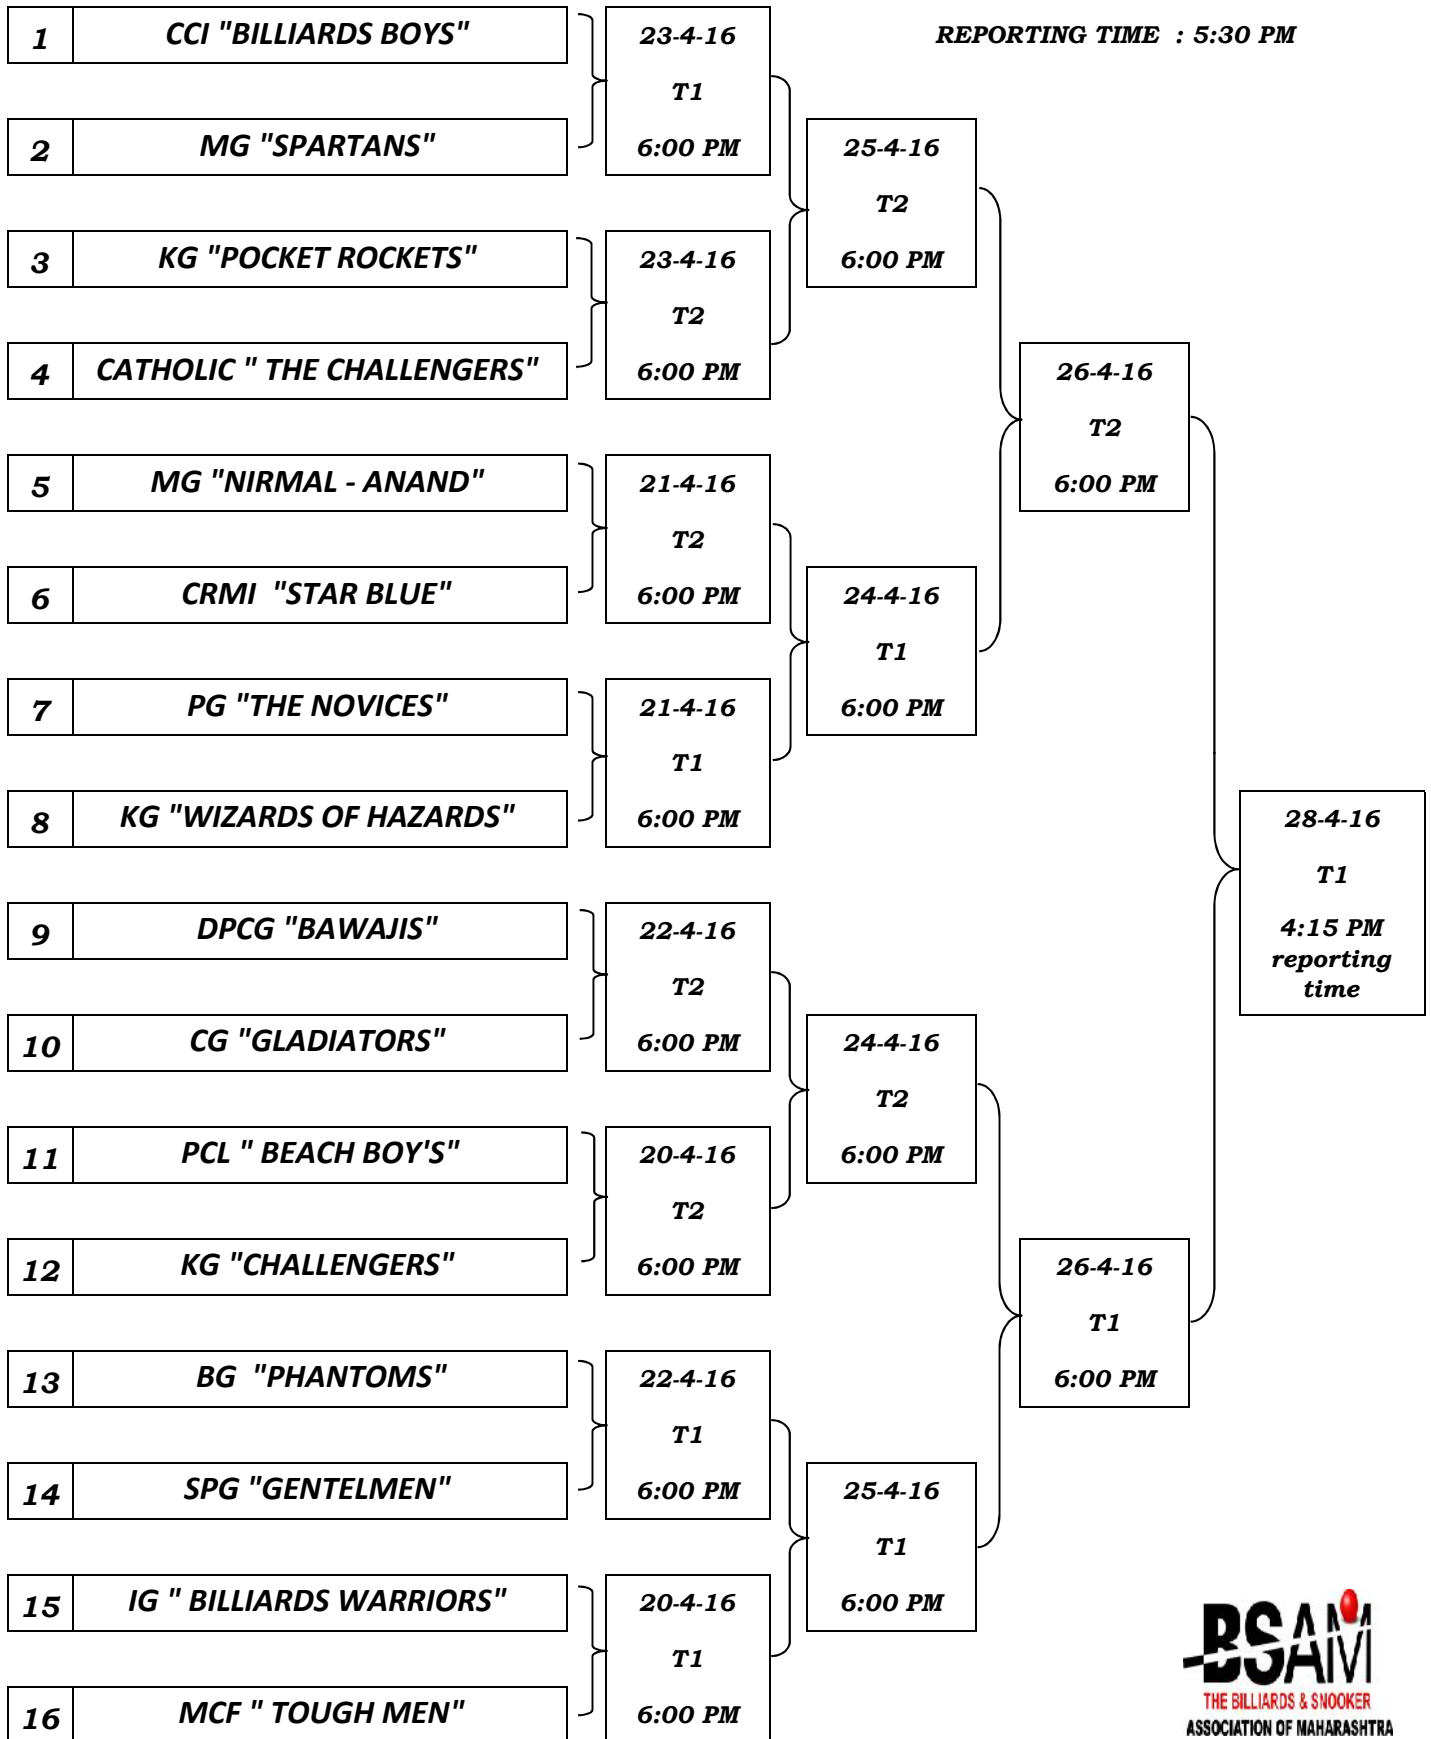 1 CCI "BILLIARDS BOYS" 23-4-16 REPORTING TIME : 5:30 PM
T1
2 MG "SPARTANS" 6:00 PM 25-4-16
T2
3 KG "POCKET ROCKETS" 23-4-16 6:00 PM
T2
4 CATHOLIC " THE CHALLENGERS" 6:00 PM 26-4-16
T2
5 MG "NIRMAL - ANAND" 21-4-16 6:00 PM
T2
6 CRMI "STAR BLUE" 6:00 PM 24-4-16
T1
7 PG "THE NOVICES" 21-4-16 6:00 PM
T1
8 KG "WIZARDS OF HAZARDS" 6:00 PM 28-4-16
T1
9 DPCG "BAWAJIS" 22-4-16 4:15 PM
reporting
T2 time
10 CG "GLADIATORS" 6:00 PM 24-4-16
T2
11 PCL " BEACH BOY'S" 20-4-16 6:00 PM
T2
12 KG "CHALLENGERS" 6:00 PM 26-4-16
T1
13 BG "PHANTOMS" 22-4-16 6:00 PM
T1
14 SPG "GENTELMEN" 6:00 PM 25-4-16
T1
15 IG " BILLIARDS WARRIORS" 20-4-16 6:00 PM
T1
16 MCF " TOUGH MEN" 6:00 PM
BSAM
THE BILLIARDS & SNOOKER
ASSOCIATION OF MAHARASHTRA